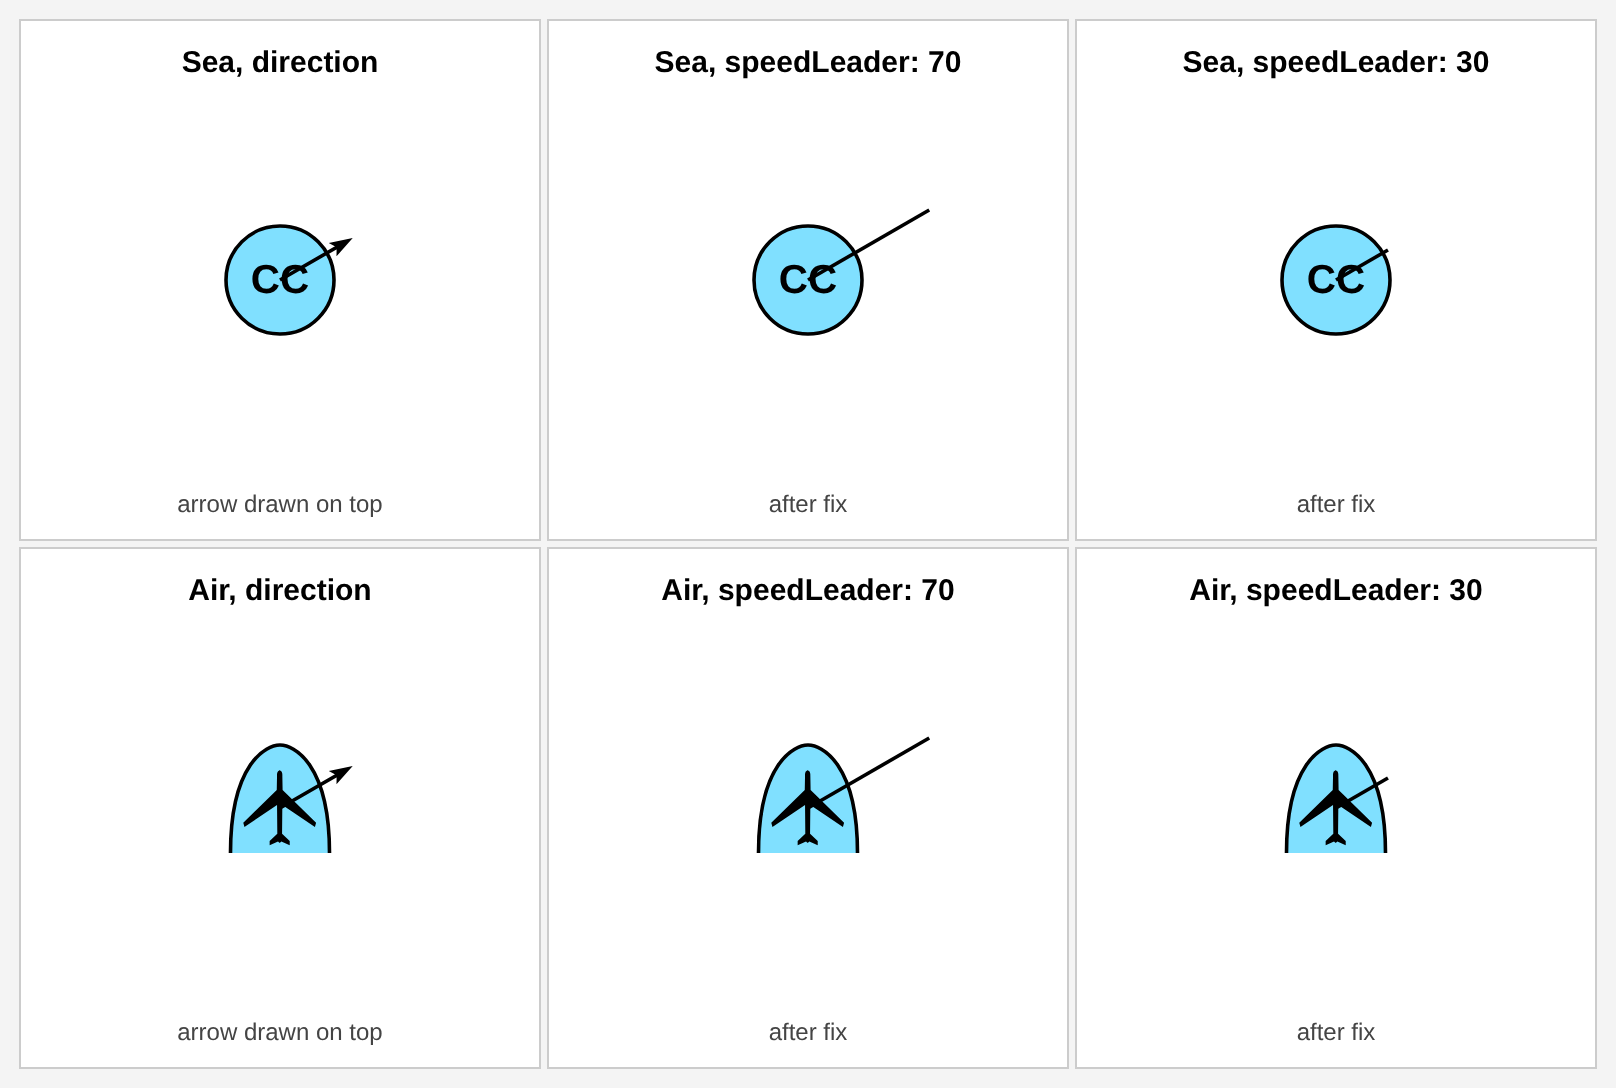 Sea, direction
Sea, speedLeader: 70
Sea, speedLeader: 30
CC
CC
CC
arrow drawn on top
after fix
after fix
Air, direction
Air, speedLeader: 70
Air, speedLeader: 30
arrow drawn on top
after fix
after fix